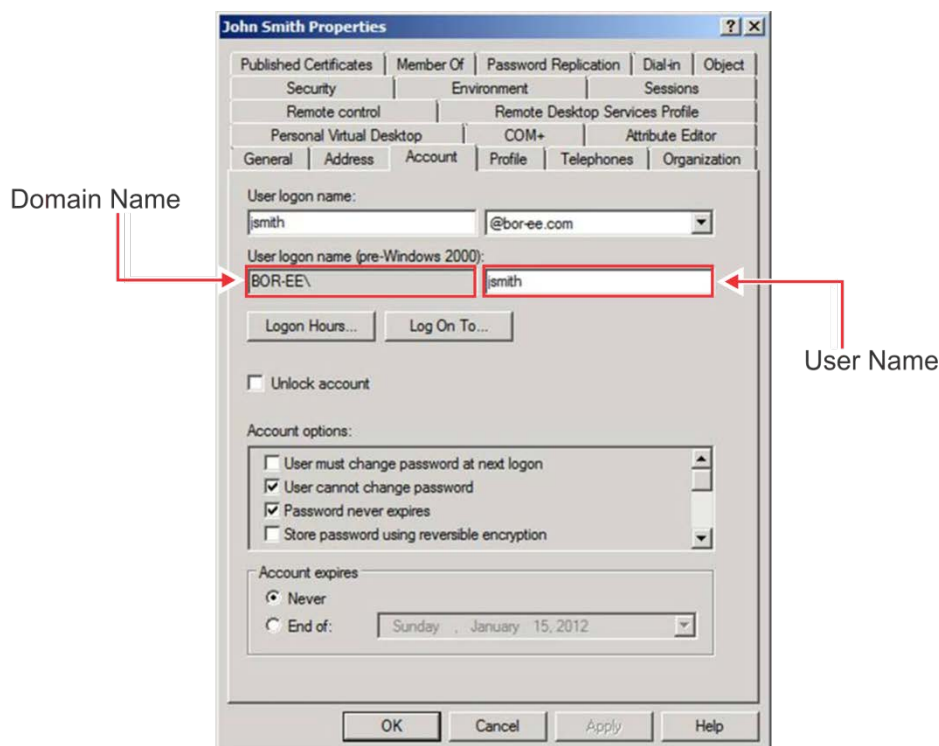 John Smith Properties
Published Certificates Member Of Password Replication Dial-in Object
Security Environment Sessions
Remote control Remote Desktop Services Profile
Personal Virtual Desktop COM+ Attribute Editor
General Address Account Profile Telephones Organization
Domain Name
User logon name:
jsmith @bor-ee.com
User logon name (pre-Windows 2000):
BOR-EE\ jsmith
Logon Hours... Log On To...
User Name
Unlock account
Account options:
User must change password at next logon
User cannot change password
Password never expires
Store password using reversible encryption
Account expires
Never
End of: Sunday , January 15, 2012
OK Cancel Apply Help